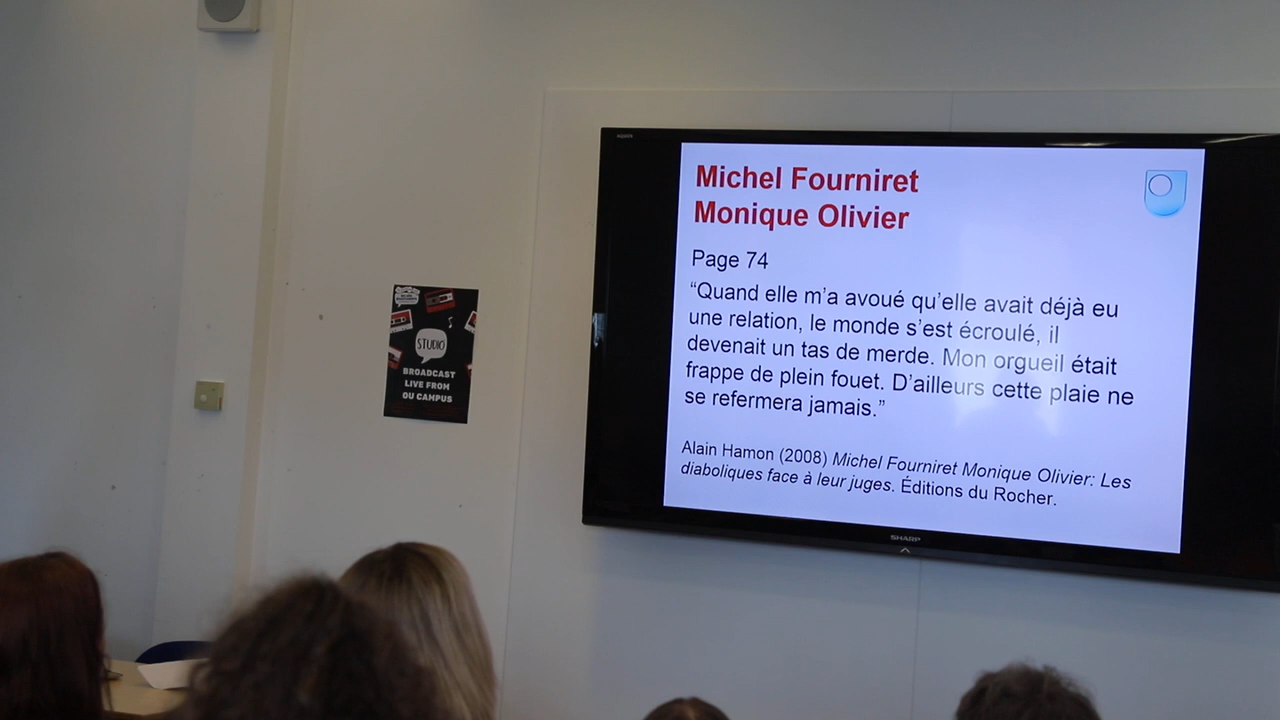 Michel Fourniret
Monique Olivier
Page 74
“Quand elle m’a avoué qu’elle avait déjà eu
une relation, le monde s’est écroulé, il
devenait un tas de merde. Mon orgueil était
frappe de plein fouet. D’ailleurs cette plaie ne
se refermera jamais.”
Alain Hamon (2008) Michel Fourniret Monique Olivier: Les
diaboliques face à leur juges. Éditions du Rocher.
SHARP
STUDIO
BROADCAST
LIVE FROM
OU CAMPUS